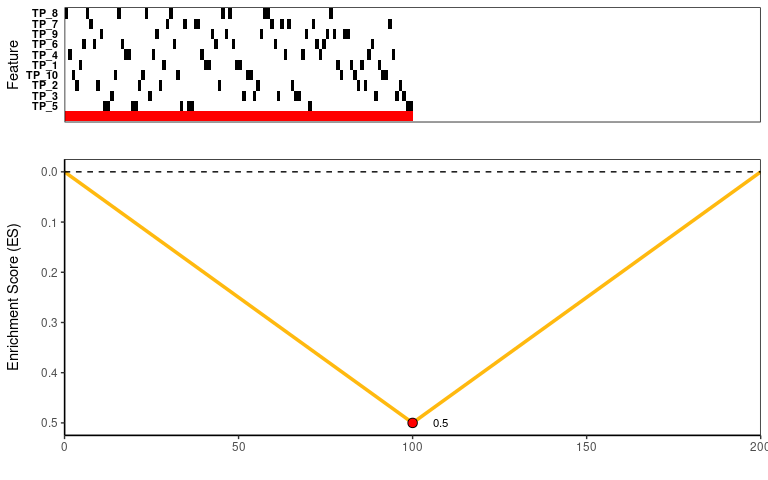 Feature
TP_8
TP_7
TP_9
TP_6
TP_4
TP_1
TP_10
TP_2
TP_3
TP_5
Enrichment Score (ES)
0.0
0.1
0.2
0.3
0.4
0.5
0.5
0
50
100
150
200